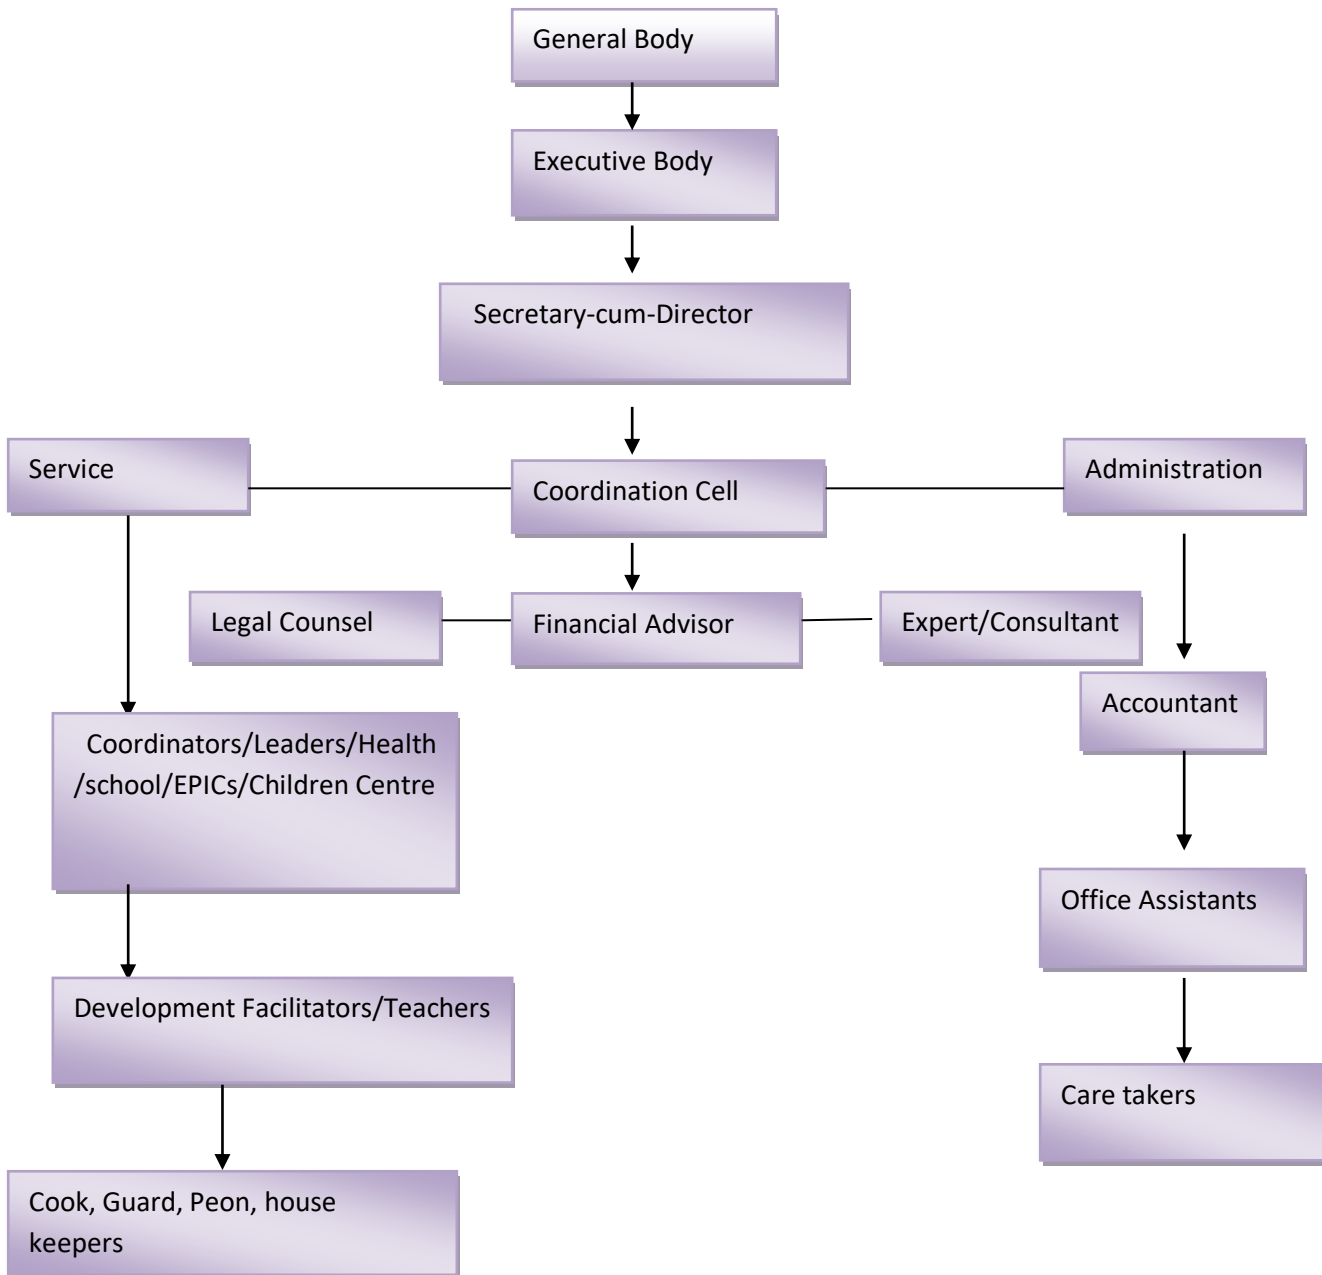 General Body
Executive Body
Secretary-cum-Director
Service
Coordination Cell
Administration
Legal Counsel
Financial Advisor
Expert/Consultant
Accountant
Coordinators/Leaders/Health
/school/EPICs/Children Centre
Office Assistants
Development Facilitators/Teachers
Care takers
Cook, Guard, Peon, house
keepers